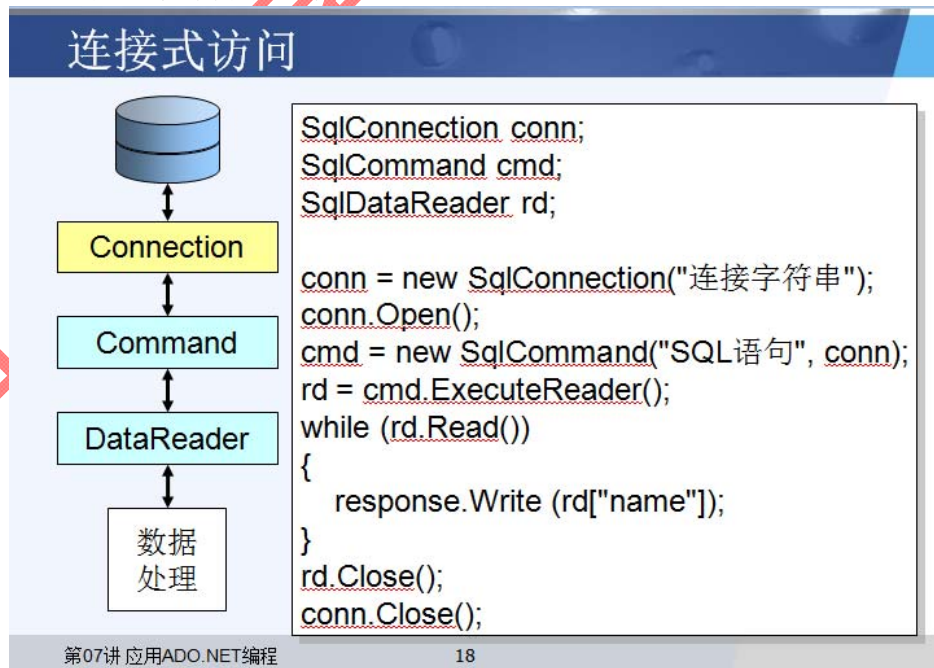 连接式访问
Connection
Command
DataReader
数据
处理
SqlConnection conn;
SqlCommand cmd;
SqlDataReader rd;
conn = new SqlConnection("连接字符串");
conn.Open();
cmd = new SqlCommand("SQL语句", conn);
rd = cmd.ExecuteReader();
while (rd.Read())
{
response.Write (rd["name"]);
}
rd.Close();
conn.Close();
第07讲 应用ADO.NET编程
18